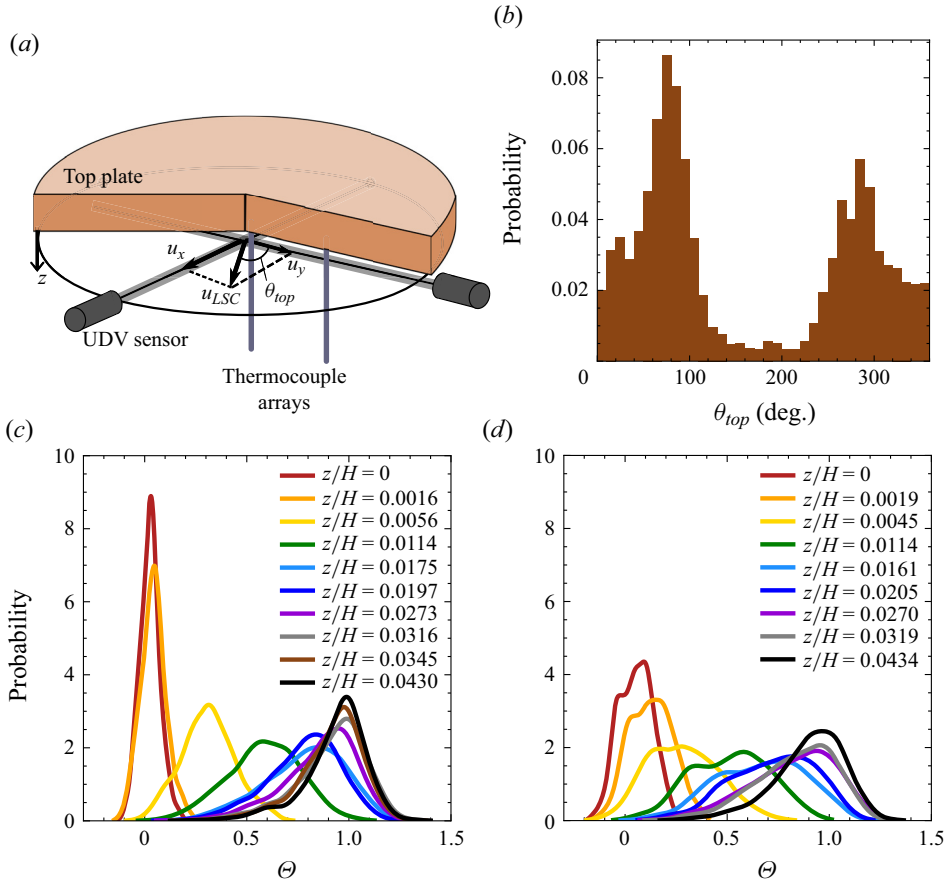 (a)
Top plate
z
u_x
u_y
u_LSC
θ_top
UDV sensor
Thermocouple
arrays
(b)
Probability
0.08
0.06
0.04
0.02
0
100
200
300
θ_top (deg.)
(c)
Probability
10
8
6
4
2
0
0
0.5
1.0
1.5
Θ
z/H = 0
z/H = 0.0016
z/H = 0.0056
z/H = 0.0114
z/H = 0.0175
z/H = 0.0197
z/H = 0.0273
z/H = 0.0316
z/H = 0.0345
z/H = 0.0430
(d)
10
8
6
4
2
0
0
0.5
1.0
1.5
Θ
z/H = 0
z/H = 0.0019
z/H = 0.0045
z/H = 0.0114
z/H = 0.0161
z/H = 0.0205
z/H = 0.0270
z/H = 0.0319
z/H = 0.0434